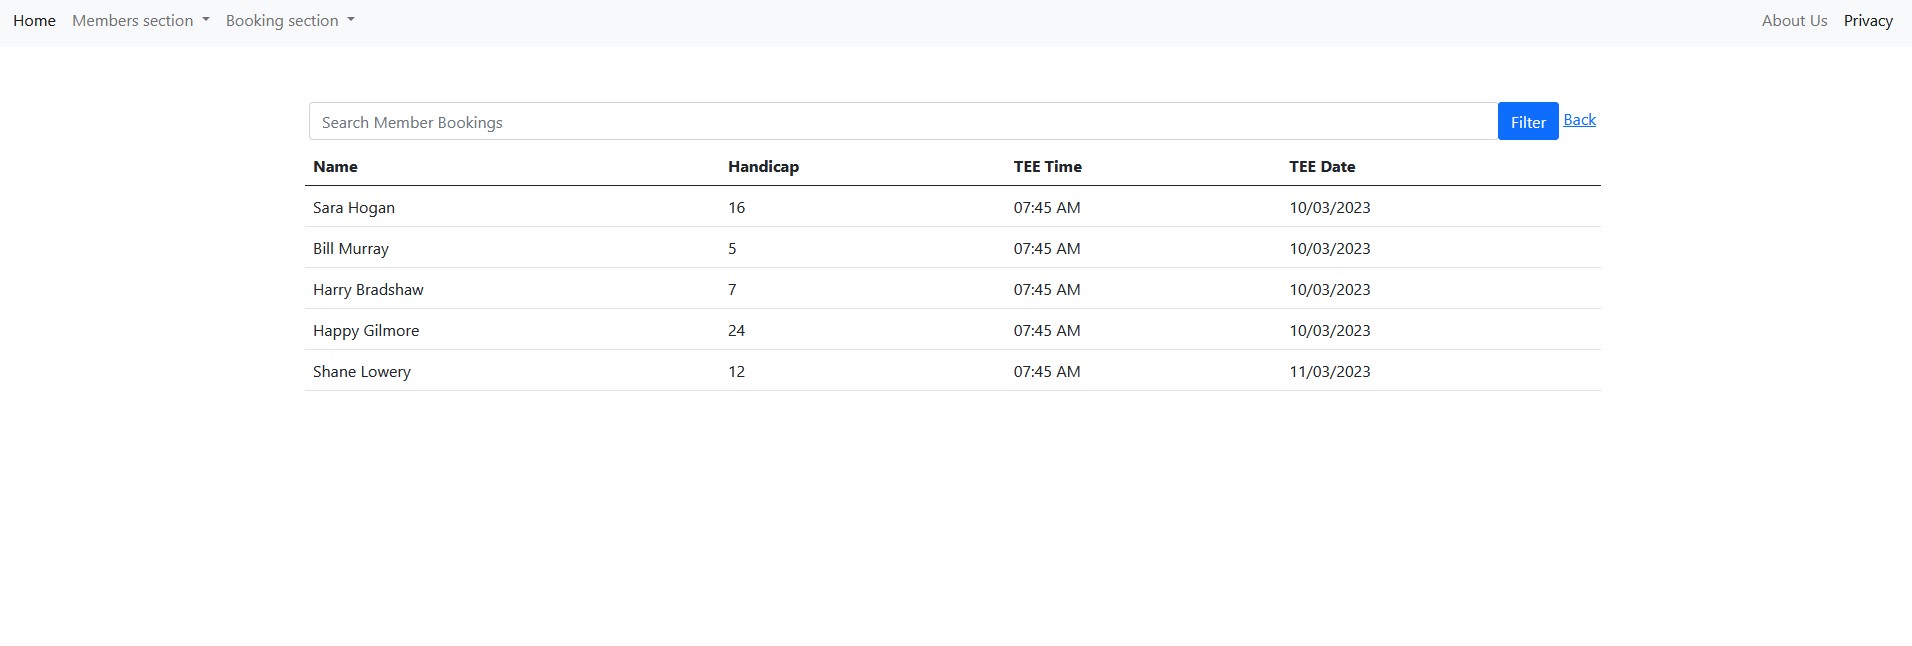 Home Members section Booking section About Us Privacy
Search Member Bookings Filter Back
Name Handicap TEE Time TEE Date
Sara Hogan 16 07:45 AM 10/03/2023
Bill Murray 5 07:45 AM 10/03/2023
Harry Bradshaw 7 07:45 AM 10/03/2023
Happy Gilmore 24 07:45 AM 10/03/2023
Shane Lowery 12 07:45 AM 11/03/2023